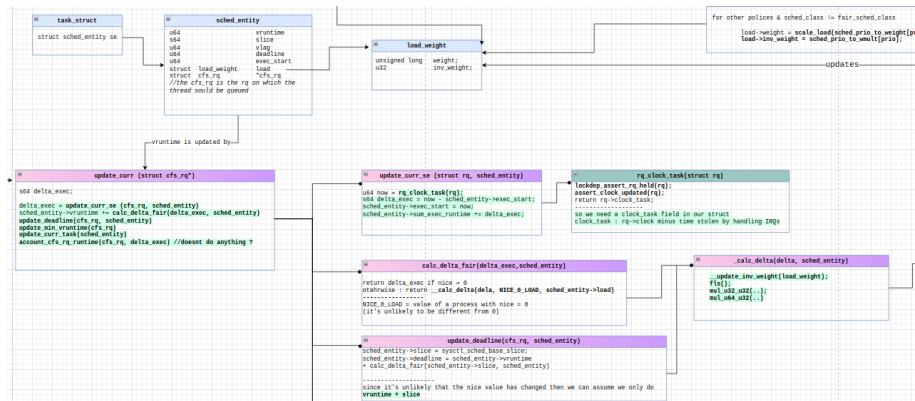 task_struct
struct sched_entity se
sched_entity
u64 vruntime
u64 slice
u64 vlag
u64 deadline
u64 exec_start
struct load_weight load
struct cfs_rq *cfs_rq
//the cfs_rq is the rq on which the
thread sould be queued
load_weight
unsigned long weight;
u32 inv_weight;
for other polices & sched_class != fair_sched_class
load->weight = scale_load(sched_prio_to_weight[pr
load->inv_weight = sched_prio_to_wmult[prio];
updates
vruntime is updated by
update_curr (struct cfs_rq*)
s64 delta_exec;
delta_exec = update_curr_se (cfs_rq, sched_entity)
sched_entity->vruntime += calc_delta_fair(delta_exec, sched_entity)
update_deadline(cfs_rq, sched_entity)
update_min_vruntime(cfs_rq)
update_curr_task(sched_entity)
account_cfs_rq_runtime(cfs_rq, delta_exec) //doesnt do anything ?
update_curr_se (struct rq, sched_entity)
u64 now = rq_clock_task(rq);
s64 delta_exec = now - sched_entity->exec_start;
sched_entity->exec_start = now;
sched_entity->sum_exec_runtime += delta_exec;
rq_clock_task(struct rq)
lockdep_assert_rq_held(rq);
assert_clock_updated(rq);
return rq->clock_task;
--------------------
so we need a clock_task field in our struct
clock_task : rq->clock minus time stolen by handling IRQs
calc_delta_fair(delta_exec,sched_entity)
return delta_exec if nice = 0
otehrwise : return __calc_delta(dela, NICE_0_LOAD, sched_entity->load)
-----------------
NICE_0_LOAD = value of a process with nice = 0
(it's unlikely to be different from 0)
_calc_delta(delta, sched_entity)
__update_inv_weight(load_weight);
fls();
mul_u32_u32(..);
mul_u64_u32(..)
update_deadline(cfs_rq, sched_entity)
sched_entity->slice = sysctl_sched_base_slice;
sched_entity->deadline = sched_entity->vruntime
+ calc_delta_fair(sched_entity->slice, sched_entity)
--------------------
since it's unlikely that the nice value has changed then we can assume we only do
vruntime + slice